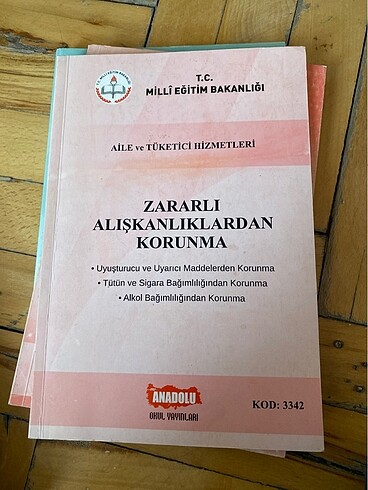 T.C.
MİLLÎ EĞİTİM BAKANLIĞI
AİLE ve TÜKETİCİ HİZMETLERİ
ZARARLI
ALIŞKANLIKLARDAN
KORUNMA
• Uyuşturucu ve Uyarıcı Maddelerden Korunma
• Tütün ve Sigara Bağımlılığından Korunma
• Alkol Bağımlılığından Korunma
ANADOLU
OKUL YAYINLARI
KOD: 3342